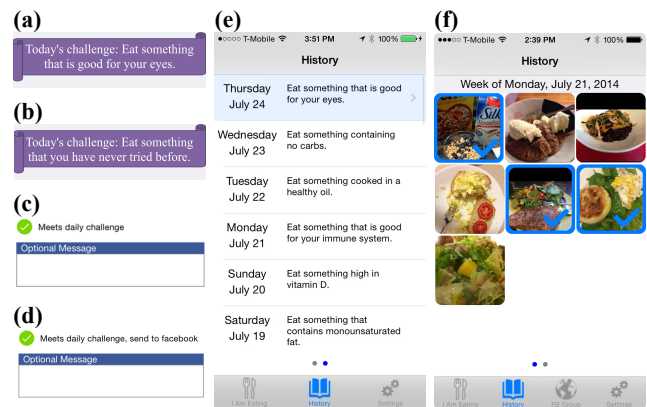 (a)
Today's challenge: Eat something
that is good for your eyes.
(b)
Today's challenge: Eat something
that you have never tried before.
(c)
Meets daily challenge
Optional Message
(d)
Meets daily challenge, send to facebook
Optional Message
(e)
T-Mobile 3:51 PM 100%
History
Thursday
July 24
Eat something that is good
for your eyes.
Wednesday
July 23
Eat something containing
no carbs.
Tuesday
July 22
Eat something cooked in a
healthy oil.
Monday
July 21
Eat something that is good
for your immune system.
Sunday
July 20
Eat something high in
vitamin D.
Saturday
July 19
Eat something that
contains monounsaturated
fat.
I Am Eating History Settings
(f)
T-Mobile 2:39 PM 100%
History
Week of Monday, July 21, 2014
Silk
I Am Eating History FB Group Settings